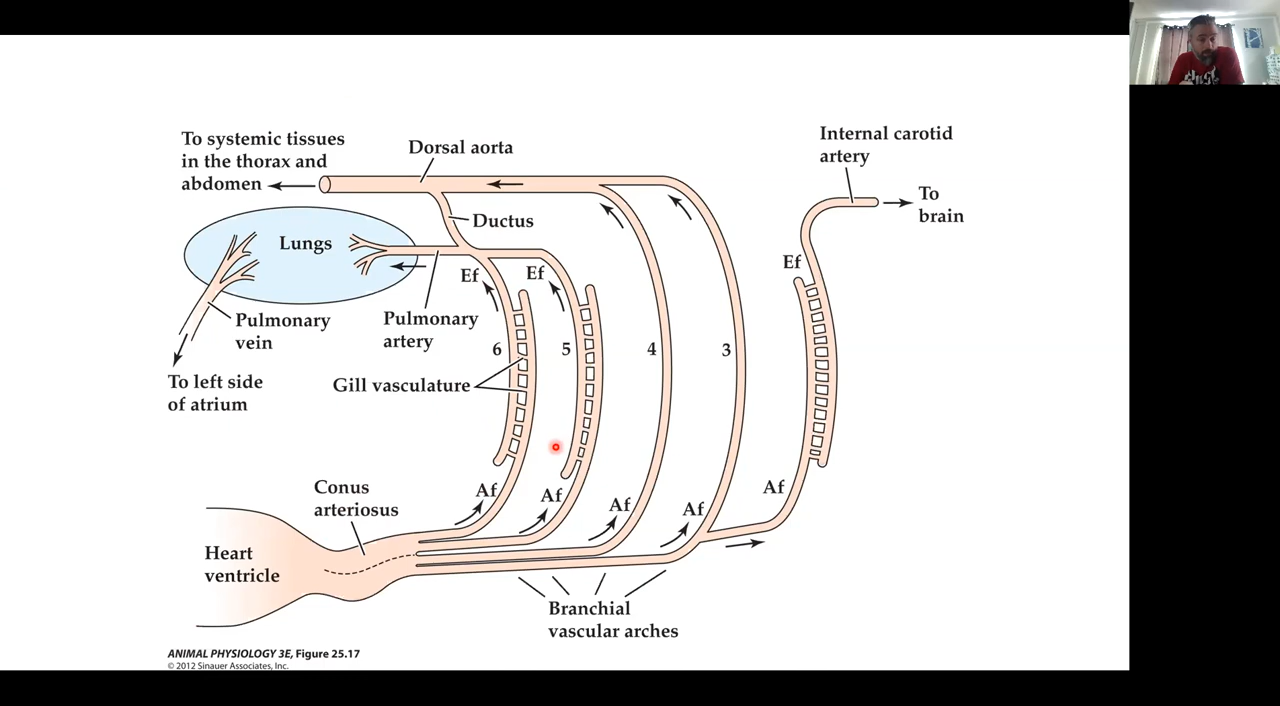 To systemic tissues
in the thorax and
abdomen
Dorsal aorta
Internal carotid
artery
To
brain
Ductus
Lungs
Ef
Ef
Ef
Pulmonary
vein
Pulmonary
artery
6
5
4
3
To left side
of atrium
Gill vasculature
Conus
arteriosus
Af
Af
Af
Af
Af
Heart
ventricle
Branchial
vascular arches
ANIMAL PHYSIOLOGY 3E, Figure 25.17
© 2012 Sinauer Associates, Inc.